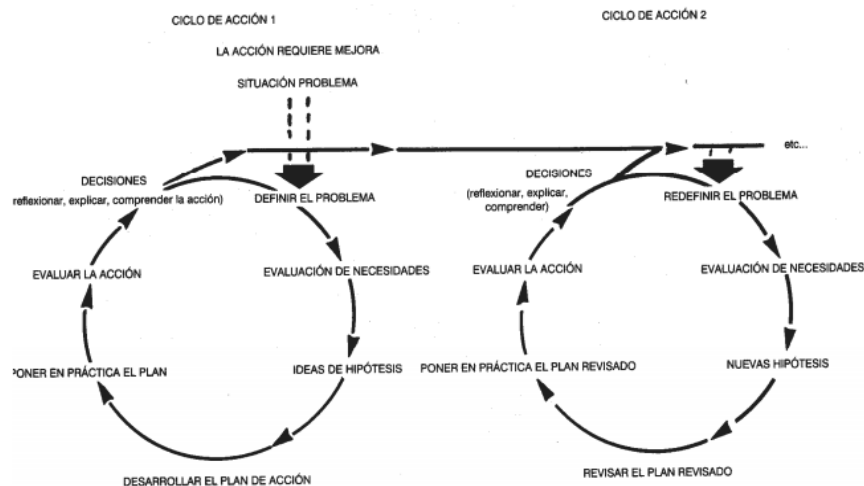 CICLO DE ACCIÓN 1
LA ACCIÓN REQUIERE MEJORA
SITUACIÓN PROBLEMA
DECISIONES
reflexionar, explicar, comprender la acción)
DEFINIR EL PROBLEMA
EVALUAR LA ACCIÓN
EVALUACIÓN DE NECESIDADES
PONER EN PRÁCTICA EL PLAN
IDEAS DE HIPÓTESIS
DESARROLLAR EL PLAN DE ACCIÓN
CICLO DE ACCIÓN 2
etc...
DECISIONES
(reflexionar, explicar,
comprender)
REDEFINIR EL PROBLEMA
EVALUAR LA ACCIÓN
EVALUACIÓN DE NECESIDADES
PONER EN PRÁCTICA EL PLAN REVISADO
NUEVAS HIPÓTESIS
REVISAR EL PLAN REVISADO